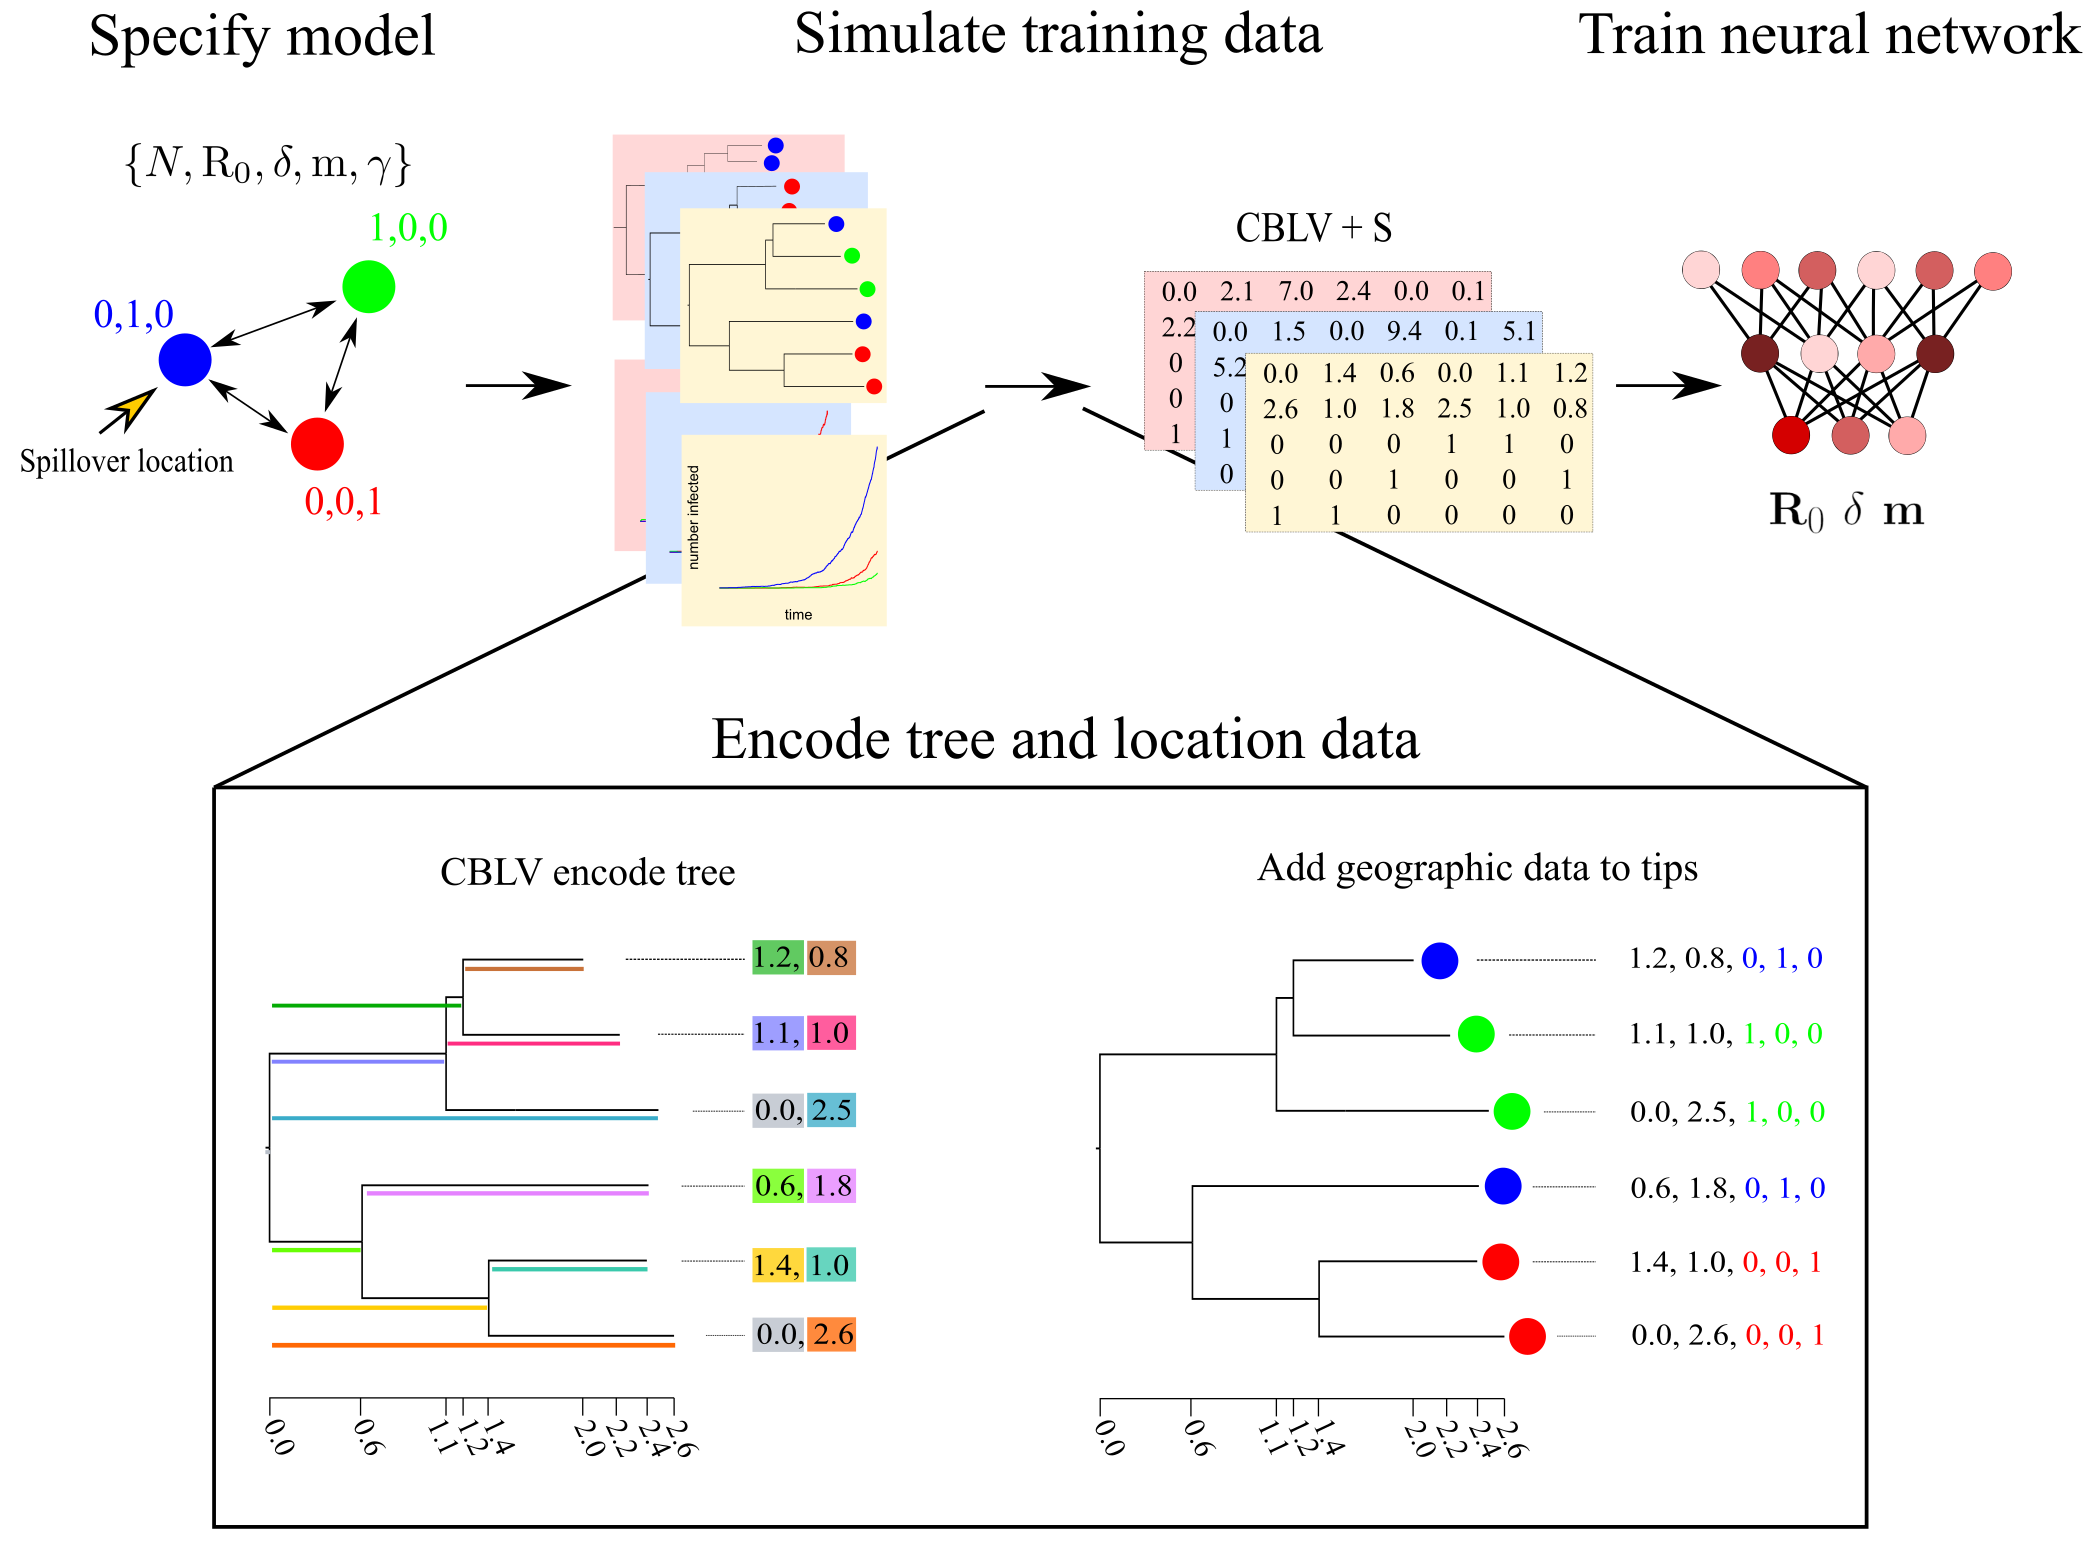 Specify model
Simulate training data
Train neural network
{N, R₀, δ, m, γ}
1,0,0
0,1,0
Spillover location
0,0,1
number infected
time
CBLV + S
0.0 2.1 7.0 2.4 0.0 0.1
2.2
0
0
1
0.0 1.5 0.0 9.4 0.1 5.1
5.2
0
1
0
0.0 1.4 0.6 0.0 1.1 1.2
2.6 1.0 1.8 2.5 1.0 0.8
0 0 0 1 1 0
0 0 1 0 0 1
1 1 0 0 0 0
R₀ δ m
Encode tree and location data
CBLV encode tree
1.2, 0.8
1.1, 1.0
0.0, 2.5
0.6, 1.8
1.4, 1.0
0.0, 2.6
0.0 0.6 1.1 1.2 1.4 2.0 2.2 2.4 2.6
Add geographic data to tips
1.2, 0.8, 0, 1, 0
1.1, 1.0, 1, 0, 0
0.0, 2.5, 1, 0, 0
0.6, 1.8, 0, 1, 0
1.4, 1.0, 0, 0, 1
0.0, 2.6, 0, 0, 1
0.0 0.6 1.1 1.2 1.4 2.0 2.2 2.4 2.6